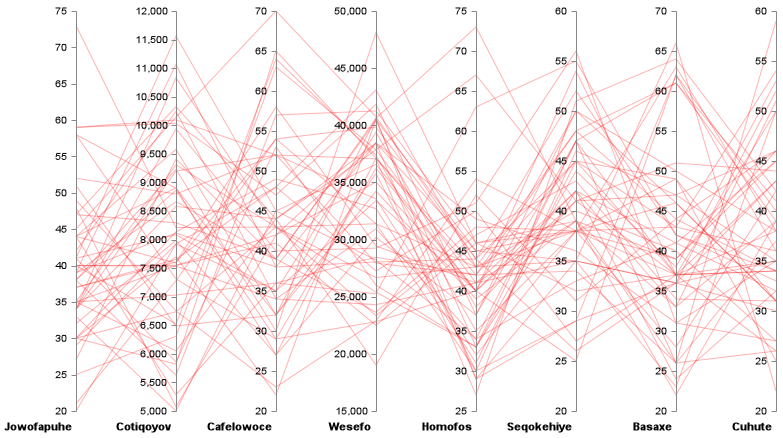 75 12,000 70 50,000 75 60 70 60
70 11,500
65 11,000 65 45,000 70 55 65 55
60 10,500
10,000 60 40,000 65 50 60 50
55 9,500
50 9,000 55 35,000 60 45 55 45
45 8,500
40 8,000 50 30,000 55 40 50 40
35 7,500
30 7,000 45 25,000 50 35 45 35
25 6,500
20 6,000 40 20,000 45 30 40 30
5,500
5,000 35 15,000 40 25 35 25
30 35 20 30 20
25 30 25
20 25 20
Jowofapuhe Cotiqoyov Cafelowoce Wesefo Homofos Seqokehiye Basaxe Cuhute